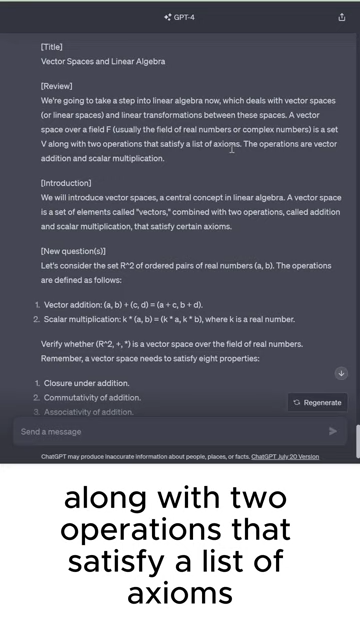 GPT-4
[Title]
Vector Spaces and Linear Algebra
[Review]
We're going to take a step into linear algebra now, which deals with vector spaces
(or linear spaces) and linear transformations between these spaces. A vector
space over a field F (usually the field of real numbers or complex numbers) is a set
V along with two operations that satisfy a list of axioms. The operations are vector
addition and scalar multiplication.
[Introduction]
We will introduce vector spaces, a central concept in linear algebra. A vector space
is a set of elements called "vectors," combined with two operations, called addition
and scalar multiplication, that satisfy certain axioms.
[New question(s)]
Let's consider the set R^2 of ordered pairs of real numbers (a, b). The operations
are defined as follows:
1. Vector addition: (a, b) + (c, d) = (a + c, b + d).
2. Scalar multiplication: k * (a, b) = (k * a, k * b), where k is a real number.
Verify whether (R^2, +, *) is a vector space over the field of real numbers.
Remember, a vector space needs to satisfy eight properties:
1. Closure under addition.
2. Commutativity of addition.
3. Associativity of addition.
Regenerate
Send a message
ChatGPT may produce inaccurate information about people, places, or facts. ChatGPT July 20 Version
along with two
operations that
satisfy a list of
axioms